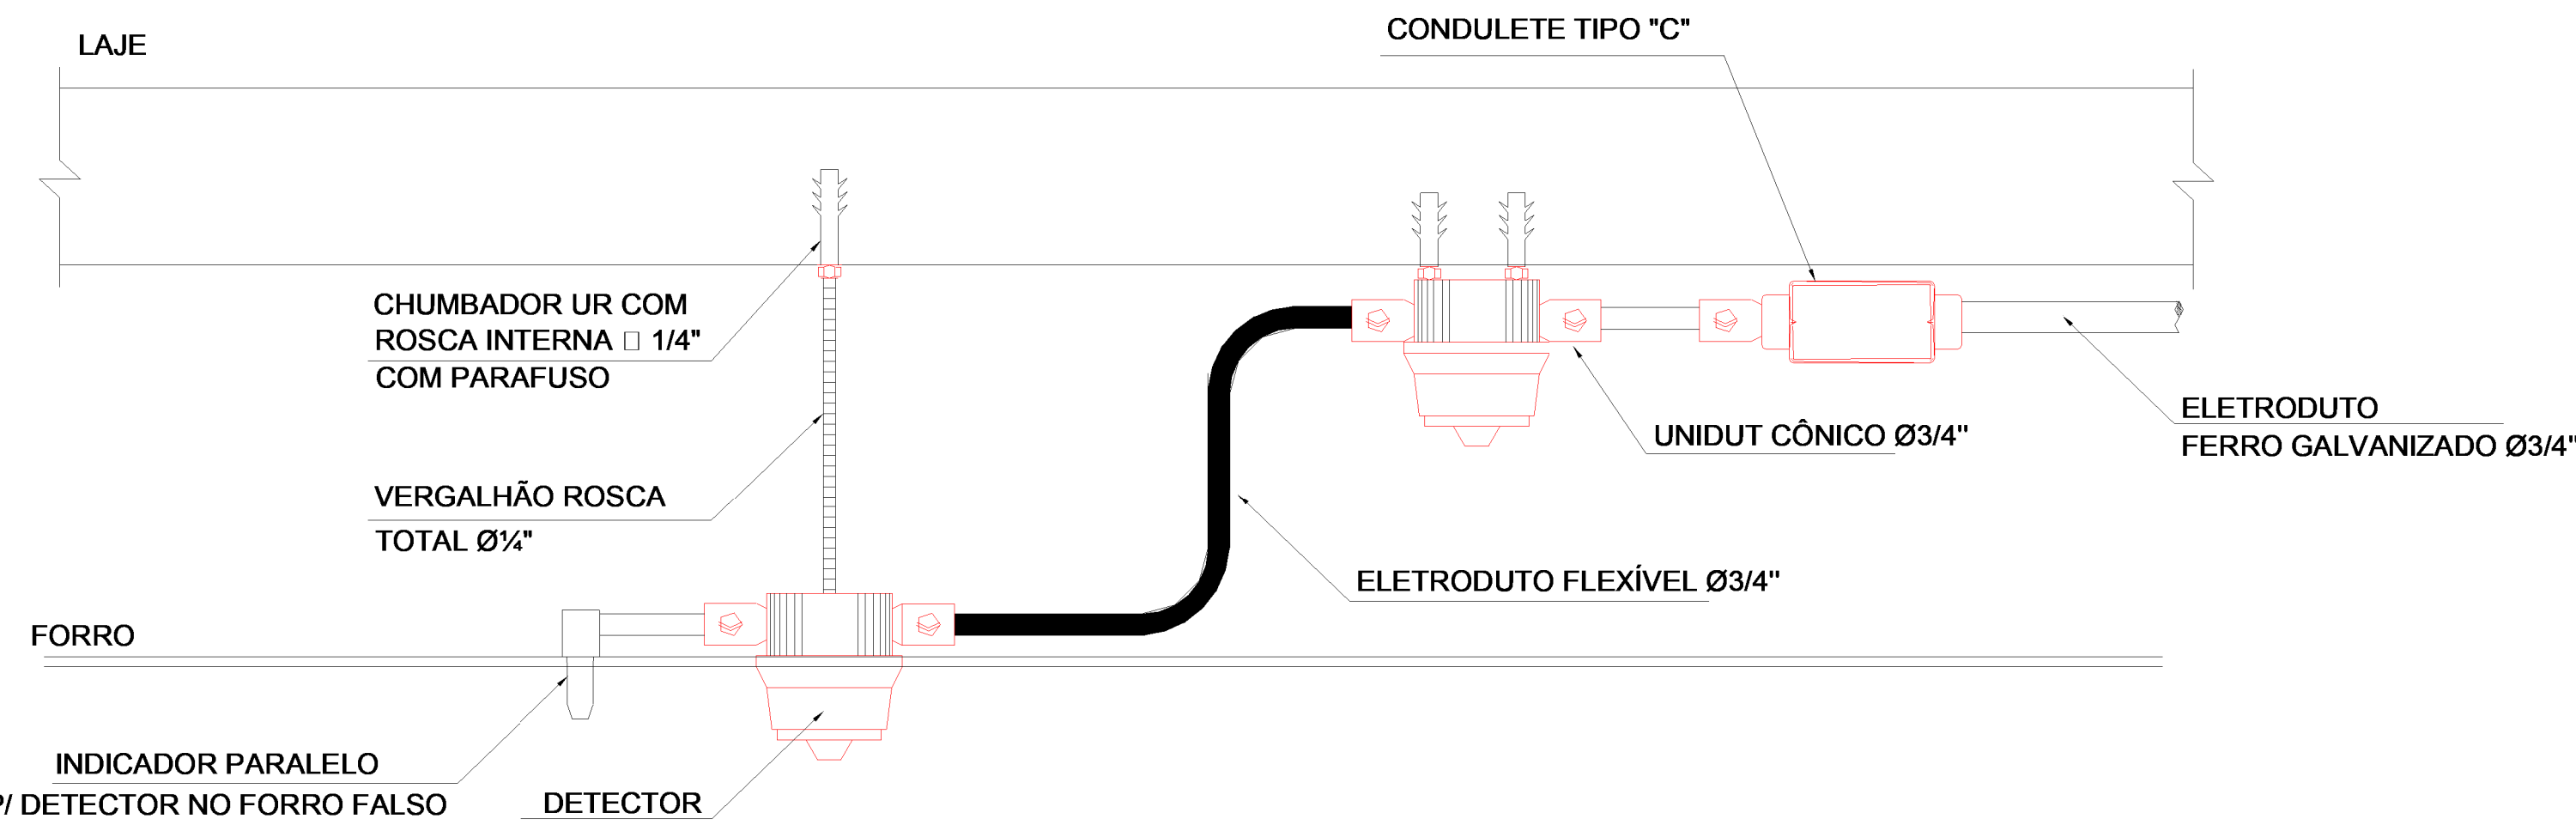 CONDULETE TIPO "C"
LAJE
CHUMBADOR UR COM
ROSCA INTERNA □ 1/4"
COM PARAFUSO
ELETRODUTO
FERRO GALVANIZADO Ø3/4"
UNIDUT CÔNICO Ø3/4"
VERGALHÃO ROSCA
TOTAL Ø¼"
ELETRODUTO FLEXÍVEL Ø3/4"
FORRO
INDICADOR PARALELO
P/ DETECTOR NO FORRO FALSO
DETECTOR